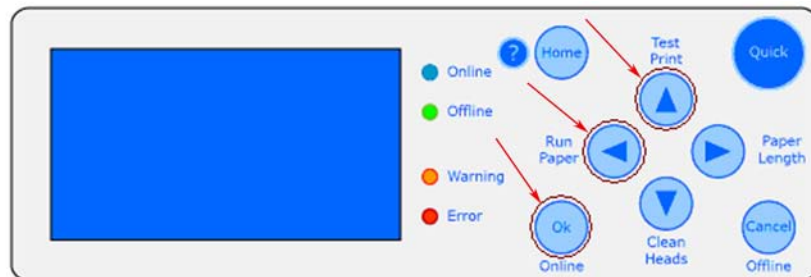 Test
Print
Quick
?
Home
Online
Offline
Run
Paper
Paper
Length
Warning
Error
Ok
Online
Clean
Heads
Cancel
Offline